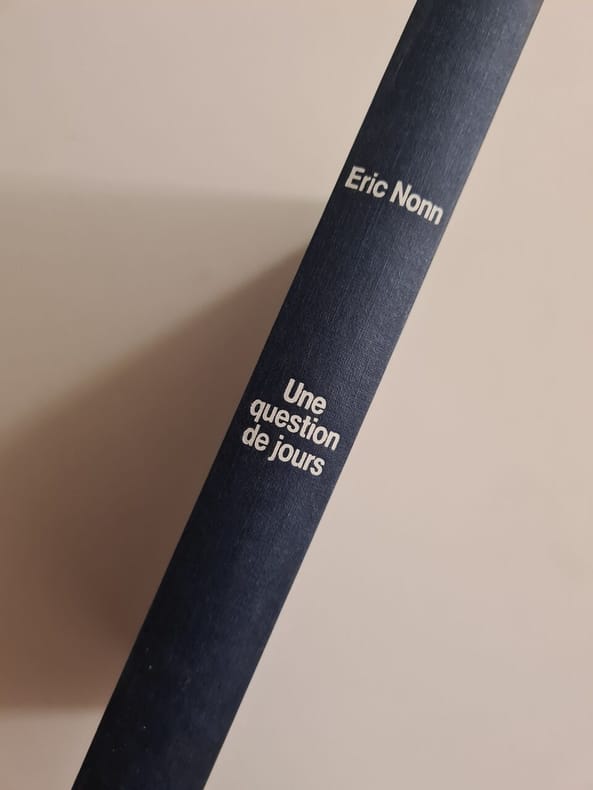 Eric Nonn
Une
question
de jours